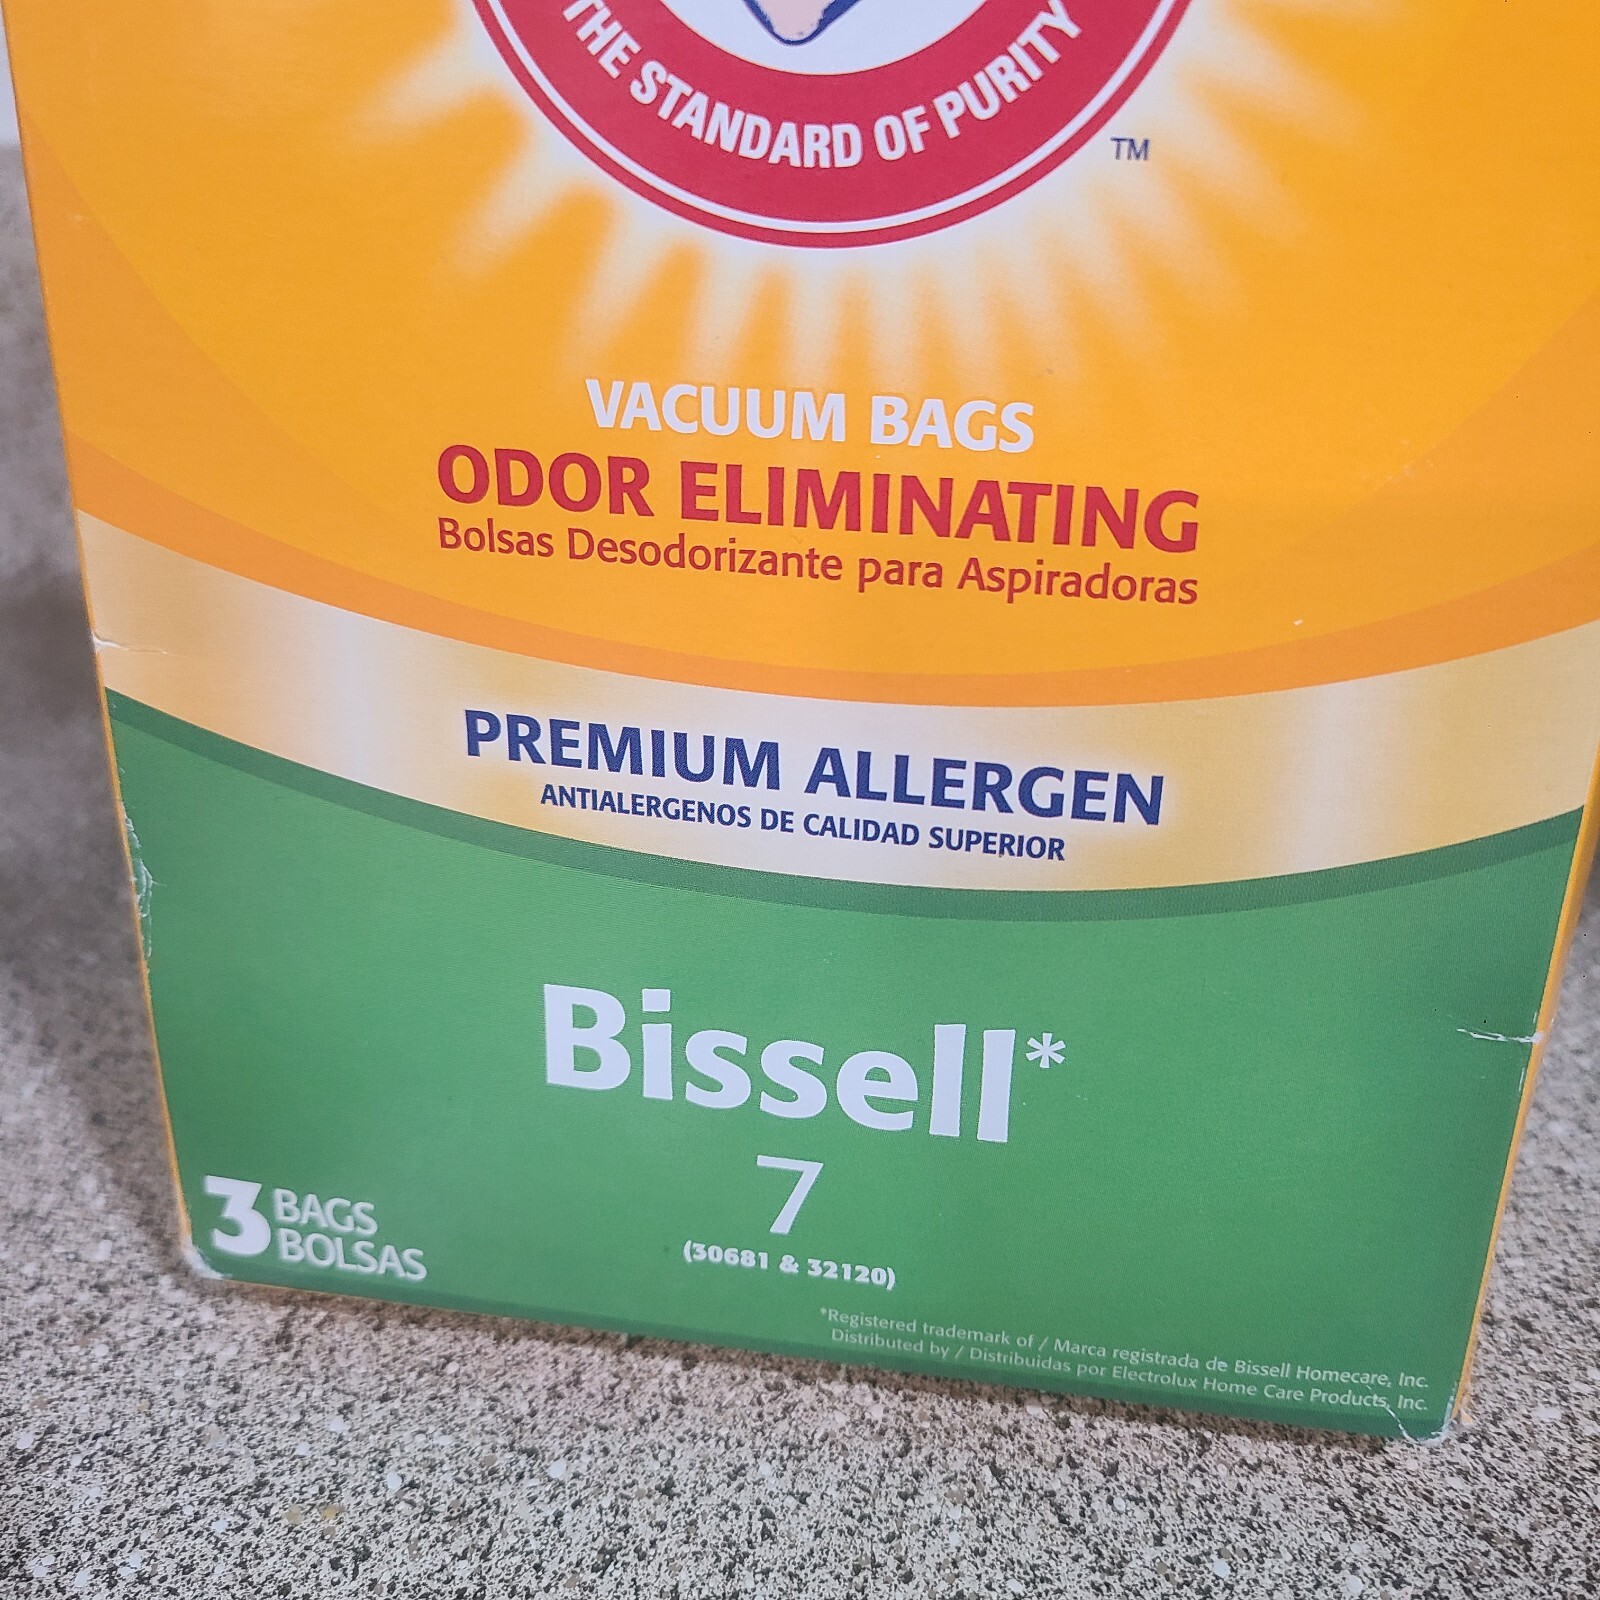 THE STANDARD OF PURITY
TM
VACUUM BAGS
ODOR ELIMINATING
Bolsas Desodorizante para Aspiradoras
PREMIUM ALLERGEN
ANTIALERGENOS DE CALIDAD SUPERIOR
Bissell*
7
(30681 & 32120)
3 BAGS
BOLSAS
*Registered trademark of / Marca registrada de Bissell Homecare, Inc.
Distributed by / Distribuidas por Electrolux Home Care Products, Inc.